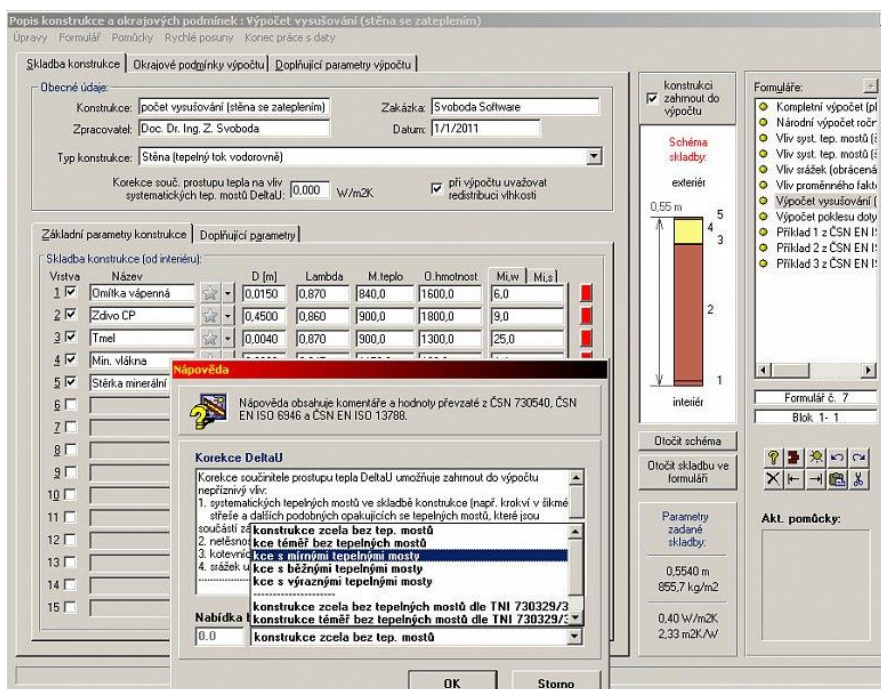 Popis konstrukce a okrajových podmínek : Výpočet vysušování (stěna se zateplením)
Úpravy Formulář Pomůcky Rychlé posuny Konec práce s daty
Skladba konstrukce Okrajové podmínky výpočtu Doplňující parametry výpočtu
Obecné údaje:
Konstrukce: počet vysušování (stěna se zateplením) Zakázka: Svoboda Software
Zpracovatel: Doc. Dr. Ing. Z. Svoboda Datum: 1/1/2011
Typ konstrukce: Stěna (tepelný tok vodorovně)
Korekce souč. prostupu tepla na vliv
systematických tep. mostů DeltaU: 0,000 W/m2K
při výpočtu uvažovat
redistribuci vlhkosti
Základní parametry konstrukce Doplňující parametry
Skladba konstrukce (od interiéru):
Vrstva Název D [m] Lambda M.teplo O.hmotnost Mi,w Mi,s
1 Omítka vápenná 0,0150 0,870 840,0 1600,0 6,0
2 Zdivo CP 0,4500 0,860 900,0 1800,0 9,0
3 Tmel 0,0040 0,870 900,0 1300,0 25,0
4 Min. vlákna
5 Stěrka minerální
6
7
8
9
10
11
12
13
14
15
Nápověda
Nápověda obsahuje komentáře a hodnoty převzaté z ČSN 730540, ČSN
EN ISO 6946 a ČSN EN ISO 13788.
Korekce DeltaU
Korekce součinitele prostupu tepla DeltaU umožňuje zahrnout do výpočtu
nepříznivý vliv:
1. systematických tepelných mostů ve skladbě konstrukce (např. krokví v šikmé
střeše a dalších podobných opakujících se tepelných mostů, které jsou
součástí
2.
3.
4. srážek
konstrukce zcela bez tep. mostů
kce téměř bez tepelných mostů
kce s mírnými tepelnými mosty
kce s běžnými tepelnými mosty
kce s výraznými tepelnými mosty
--------------------
konstrukce zcela bez tepelných mostů dle TNI 730329/3
konstrukce téměř bez tepelných mostů dle TNI 730329/3
Nabídka
0.0 konstrukce zcela bez tep. mostů
OK Storno
konstrukci
zahrnout do
výpočtu
Schéma
skladby:
exteriér
0,55 m
5
4
3
2
1
interiér
Otočit schéma
Otočit skladbu ve
formuláři
Parametry
zadané
skladby:
0,5540 m
855,7 kg/m2
0,40 W/m2K
2,33 m2K/W
Formuláře:
Kompletní výpočet (pl
Národní výpočet ročn
Vliv syst. tep. mostů (š
Vliv syst. tep. mostů (š
Vliv srážek (obrácená
Vliv proměnného fakt
Výpočet vysušování (
Výpočet poklesu doty
Příklad 1 z ČSN EN I
Příklad 2 z ČSN EN I
Příklad 3 z ČSN EN I
Formulář č. 7
Blok 1- 1
Akt. pomůcky: